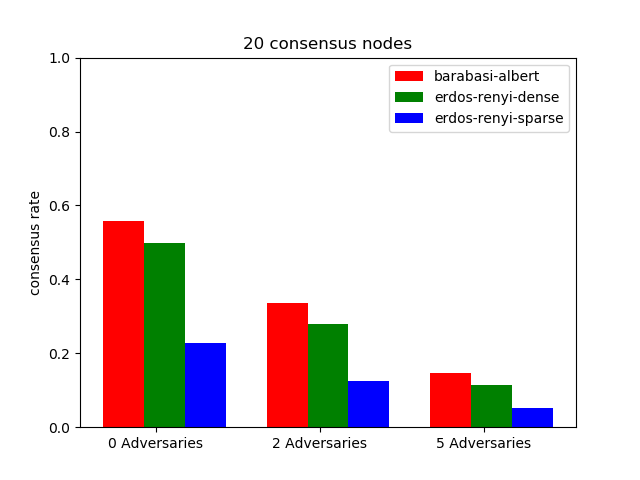 20 consensus nodes
barabasi-albert
erdos-renyi-dense
erdos-renyi-sparse
consensus rate
1.0
0.8
0.6
0.4
0.2
0.0
0 Adversaries
2 Adversaries
5 Adversaries